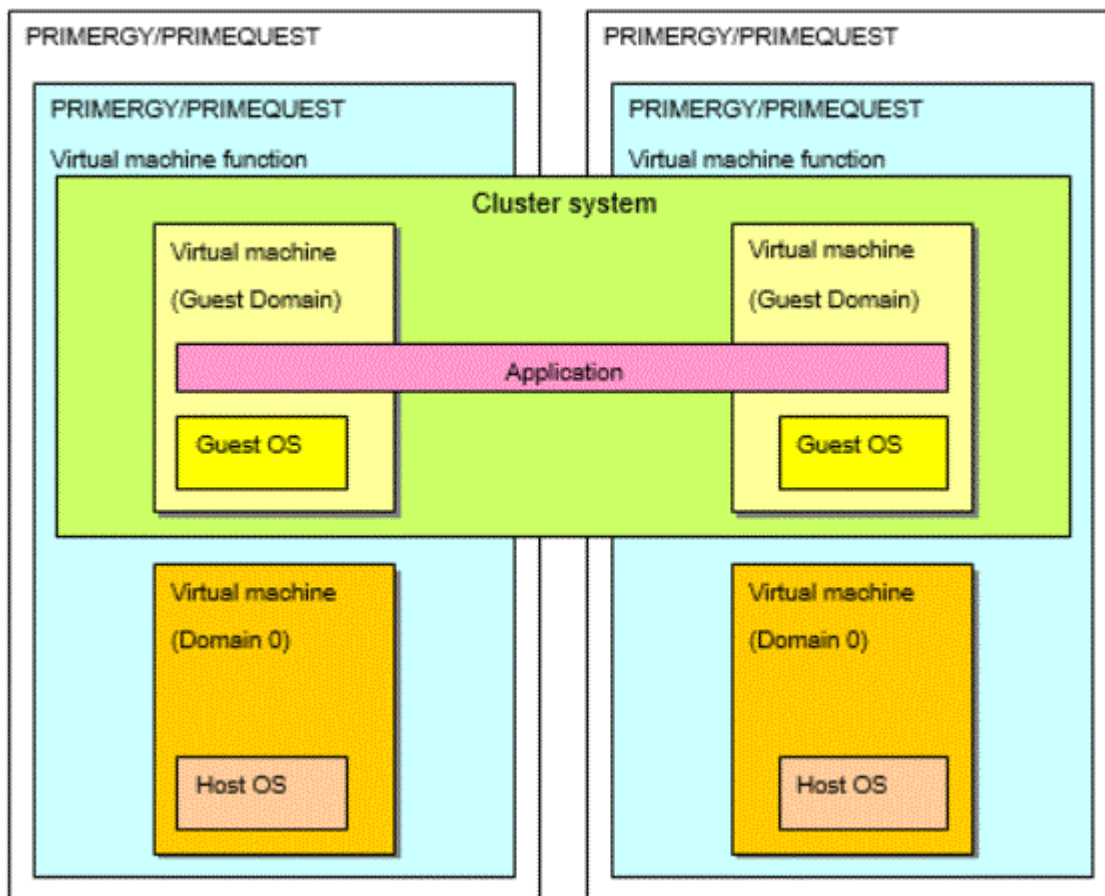 PRIMERGY/PRIMEQUEST
PRIMERGY/PRIMEQUEST
Virtual machine function
PRIMERGY/PRIMEQUEST
PRIMERGY/PRIMEQUEST
Virtual machine function
Cluster system
Virtual machine
(Guest Domain)
Virtual machine
(Guest Domain)
Application
Guest OS
Guest OS
Virtual machine
(Domain 0)
Host OS
Virtual machine
(Domain 0)
Host OS